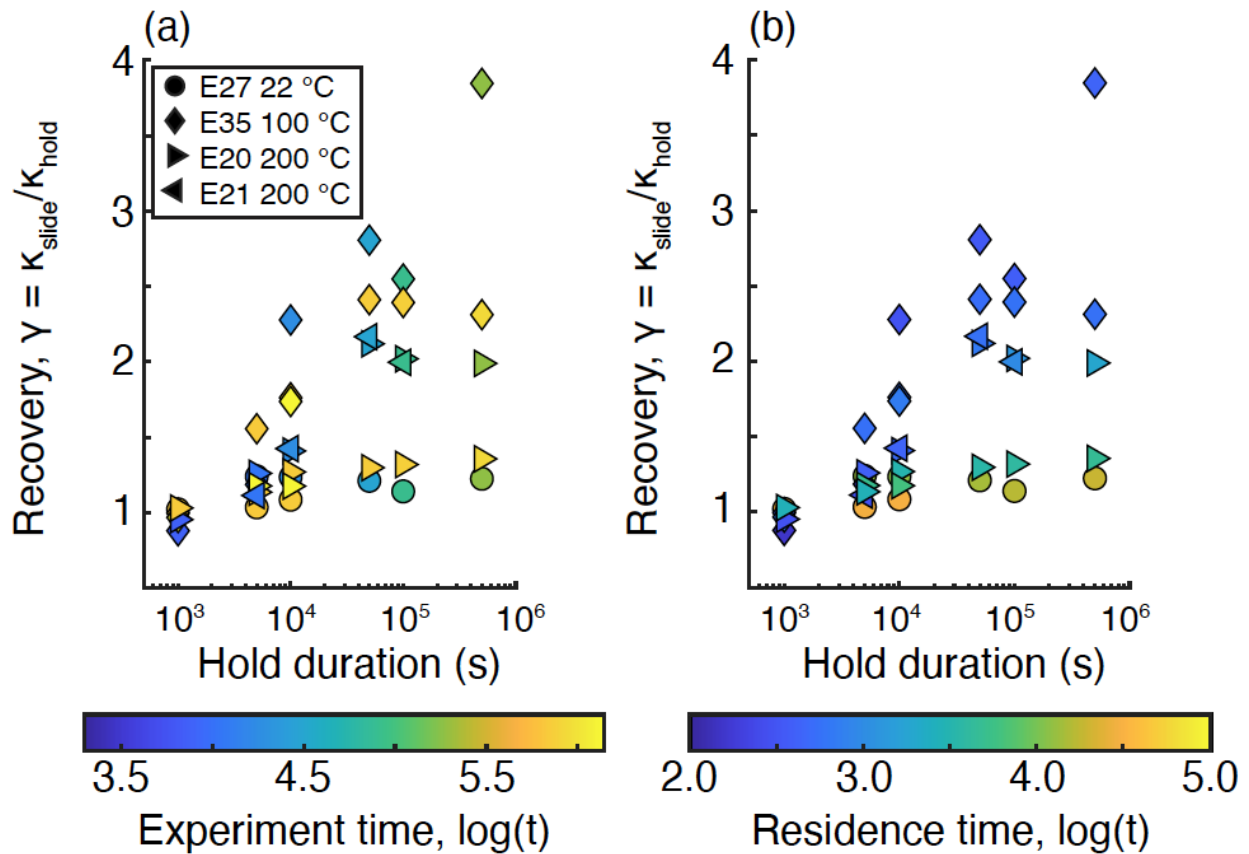 (a)
4
3
2
1
Recovery, γ = κslide/κhold
E27 22 °C
E35 100 °C
E20 200 °C
E21 200 °C
10³ 10⁴ 10⁵ 10⁶
Hold duration (s)
3.5 4.5 5.5
Experiment time, log(t)
(b)
4
3
2
1
Recovery, γ = κslide/κhold
10³ 10⁴ 10⁵ 10⁶
Hold duration (s)
2.0 3.0 4.0 5.0
Residence time, log(t)